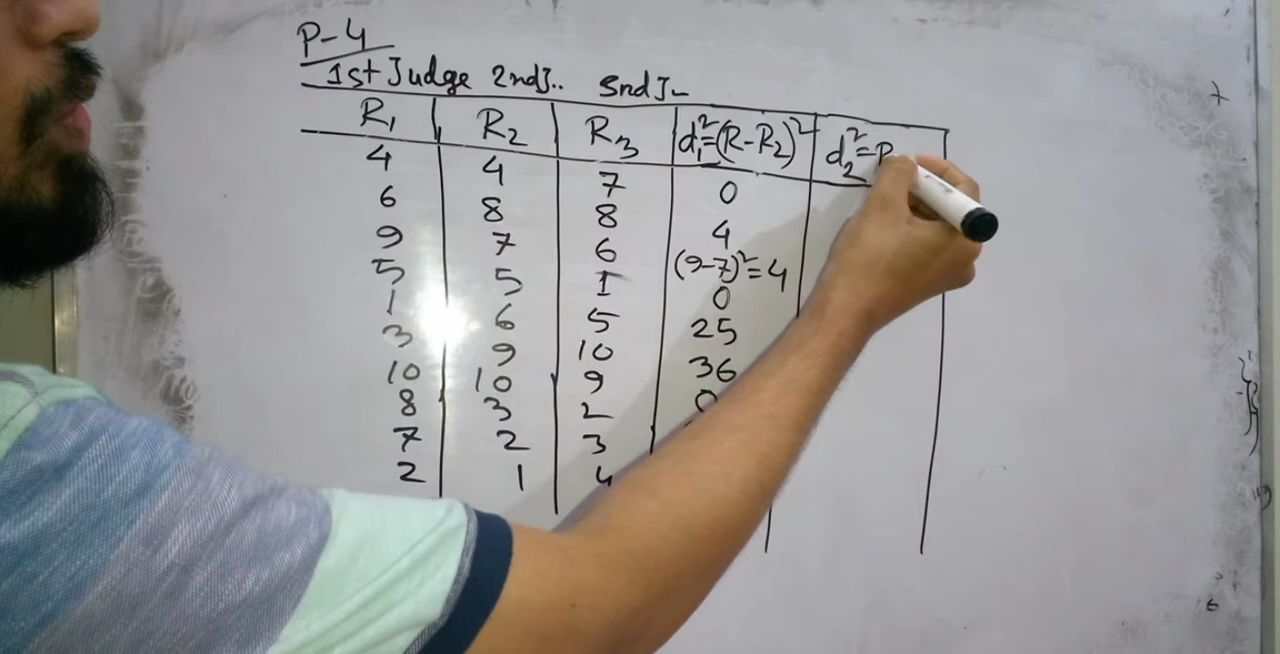 P-4
1st Judge 2ndJ.. 3rdJ-
R₁ R₂ R₃ d₁²=(R-R₂)² d₂²=R
4 4 7 0
6 8 8 4
9 7 6 (9-7)²=4
5 5 1 0
1 6 5 25
3 9 10 36
10 10 9 0
8 3 2
7 2 3
2 1 4